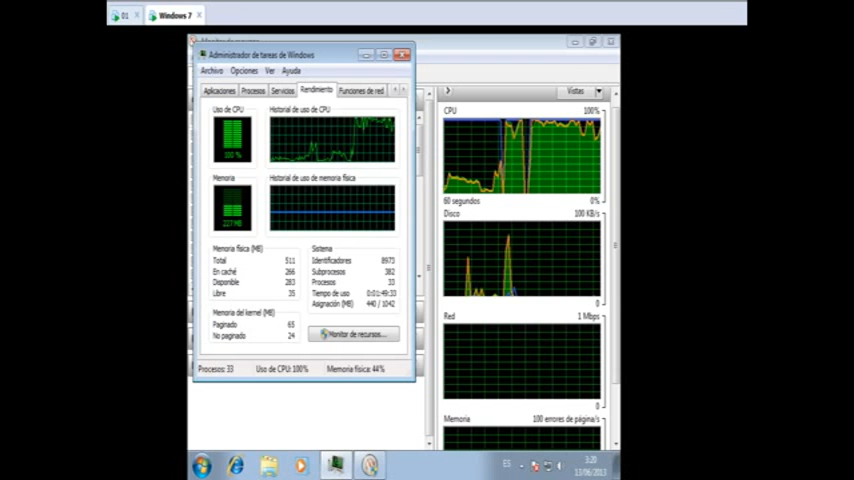 01
Windows 7
Administrador de tareas de Windows
Archivo Opciones Ver Ayuda
Aplicaciones Procesos Servicios Rendimiento Funciones de red
Uso de CPU
Historial de uso de CPU
100 %
Memoria
Historial de uso de memoria física
227 MB
Memoria física (MB)
Total 511
En caché 266
Disponible 283
Libre 35
Sistema
Identificadores 8973
Subprocesos 382
Procesos 33
Tiempo de uso 0:01:49:33
Asignación (MB) 440 / 1042
Memoria del kernel (MB)
Paginado 65
No paginado 24
Monitor de recursos...
Procesos: 33 Uso de CPU: 100% Memoria física: 44%
Vistas
CPU 100%
60 segundos 0%
Disco 100 KB/s
0
Red 1 Mbps
0
Memoria 100 errores de página/s
ES
3:20
13/06/2013